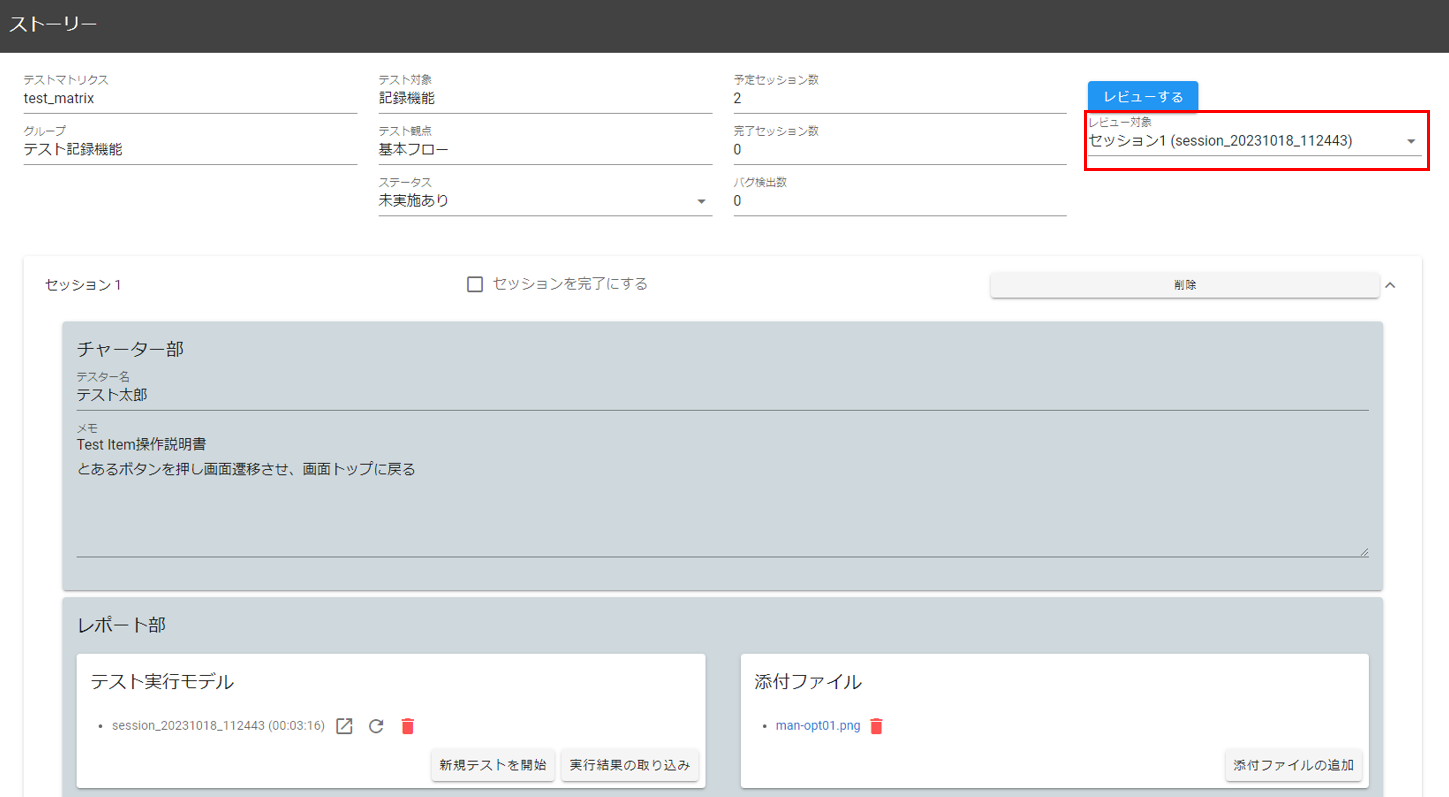 ストーリー
テストマトリクス
test_matrix
グループ
テスト記録機能
テスト対象
記録機能
テスト観点
基本フロー
ステータス
未実施あり
予定セッション数
2
完了セッション数
0
バグ検出数
0
レビューする
レビュー対象
セッション1 (session_20231018_112443)
セッション 1
セッションを完了にする
削除
チャーター部
テスター名
テスト太郎
メモ
Test Item操作説明書
とあるボタンを押し画面遷移させ、画面トップに戻る
レポート部
テスト実行モデル
• session_20231018_112443 (00:03:16)
新規テストを開始
実行結果の取り込み
添付ファイル
• man-opt01.png
添付ファイルの追加